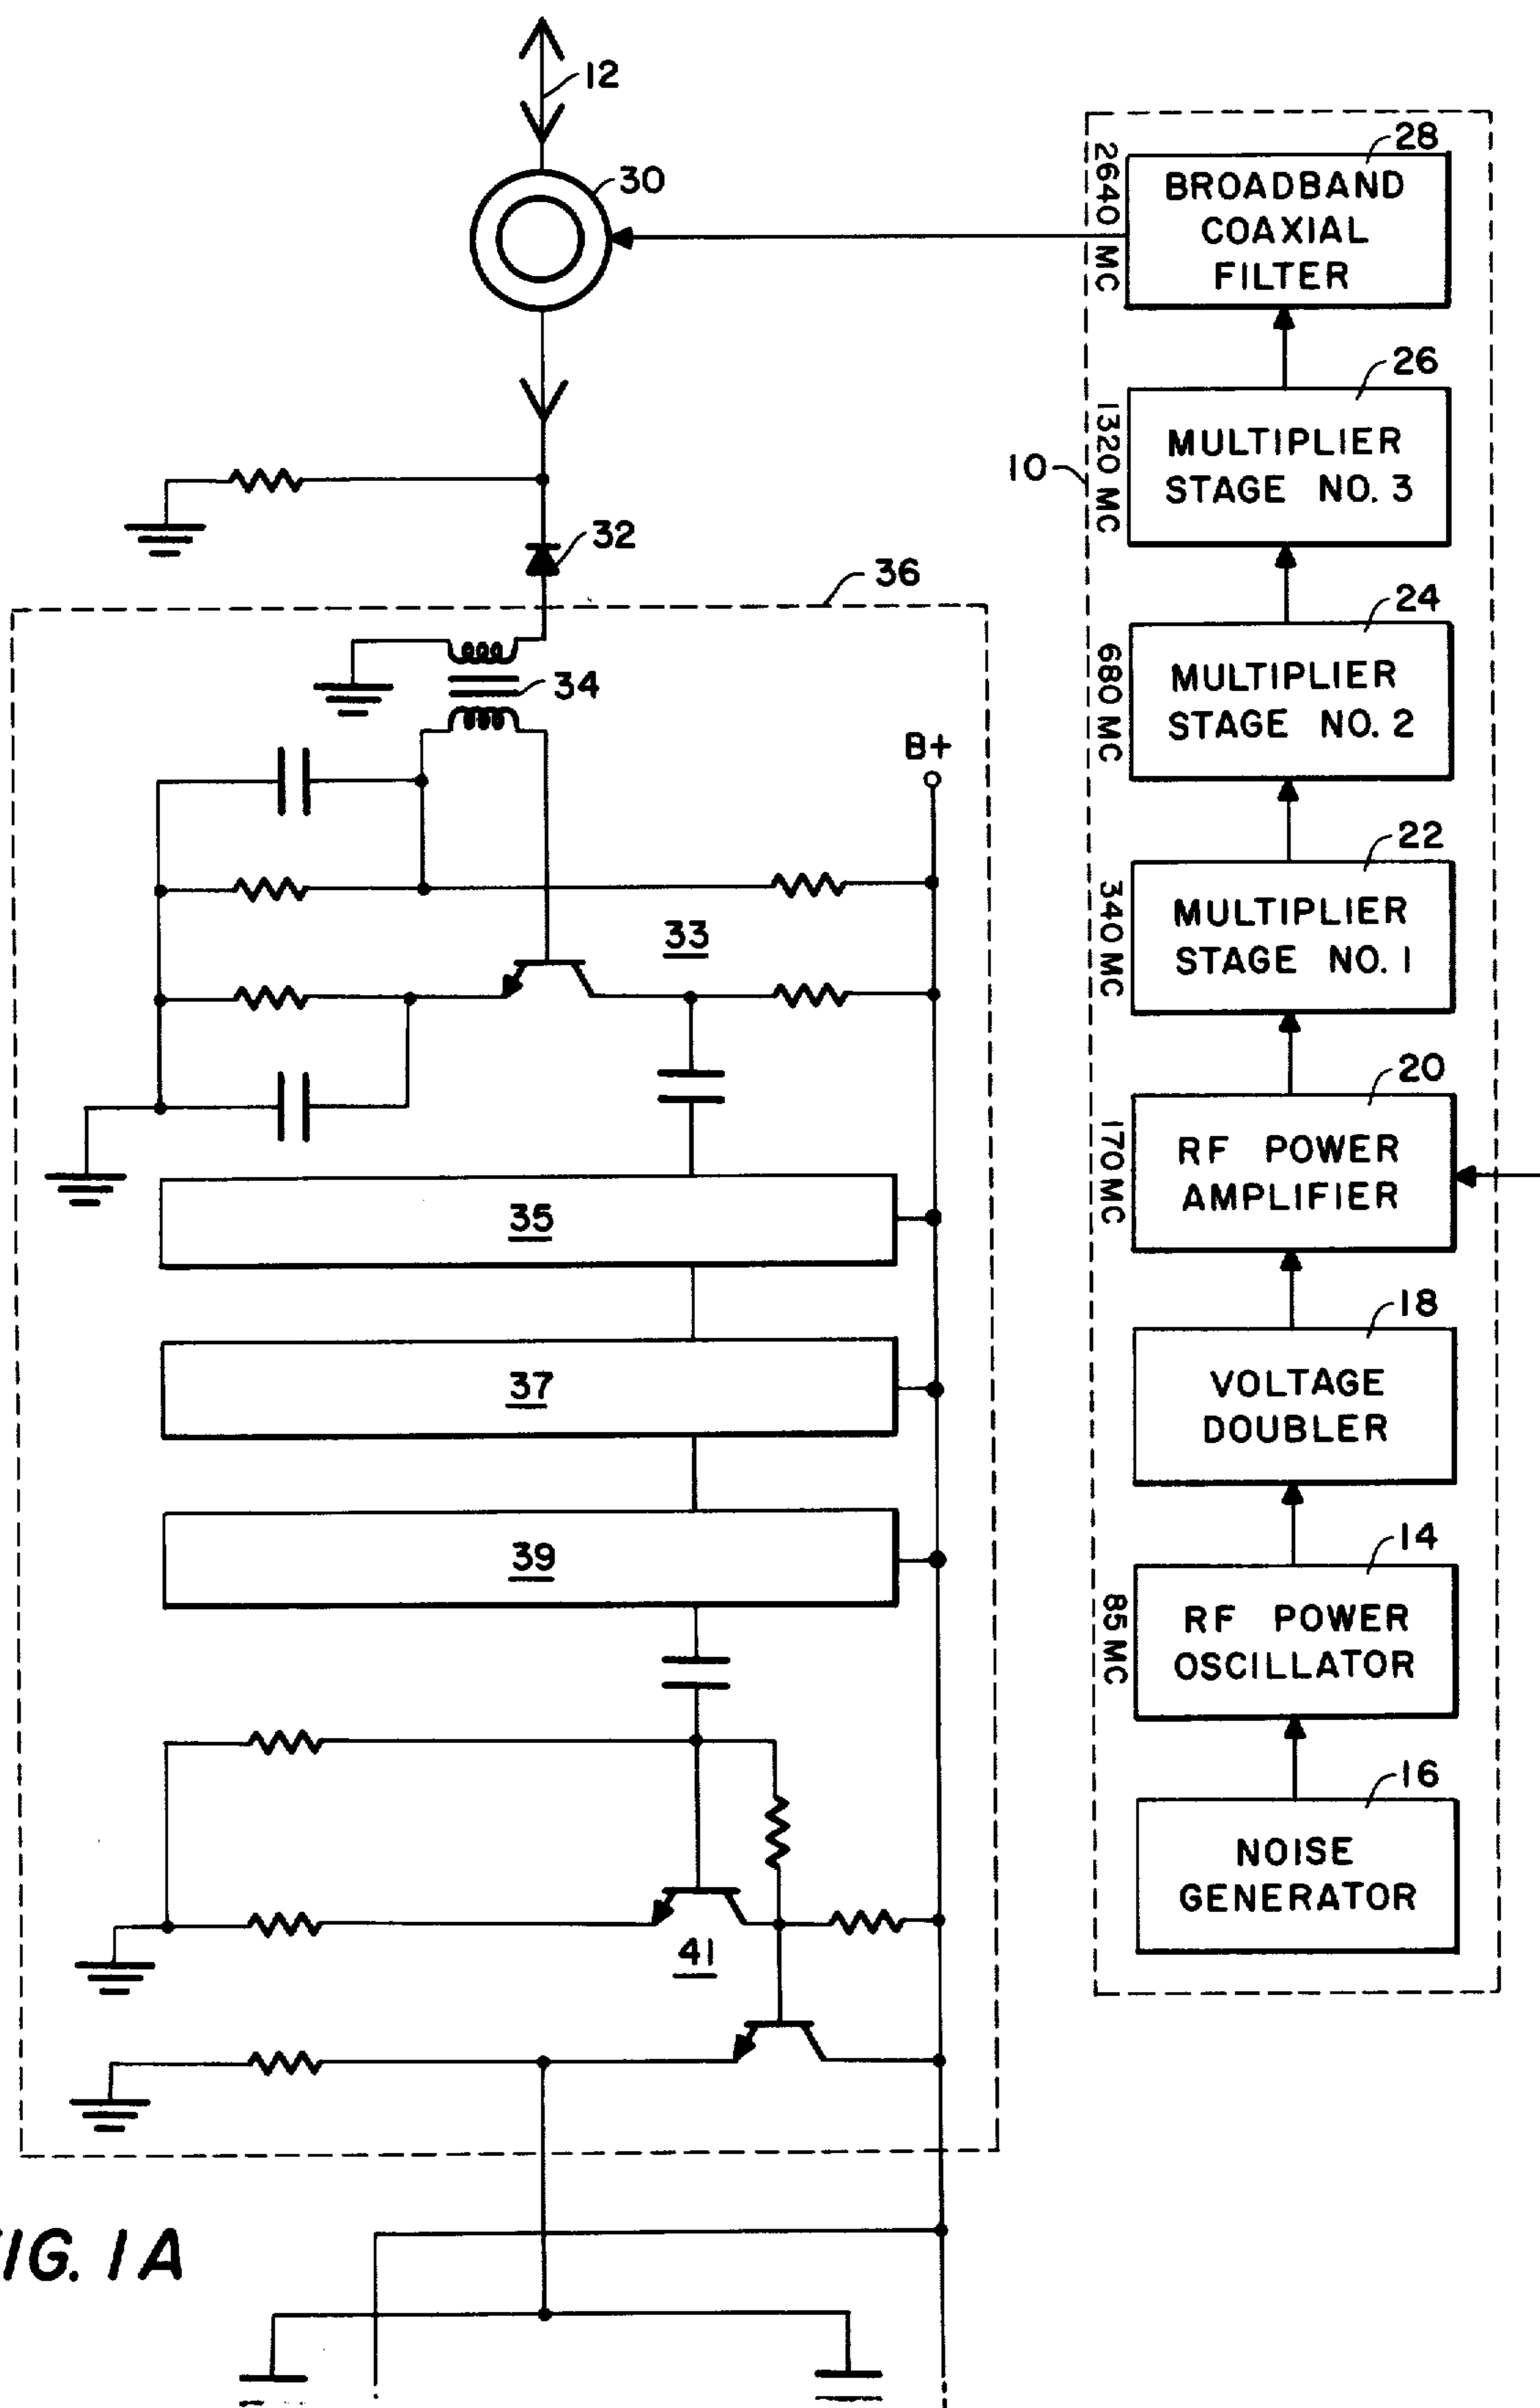 12
30
28
2640 MC
BROADBAND
COAXIAL
FILTER
26
1320 MC
MULTIPLIER
STAGE NO. 3
10
32
36
24
680 MC
MULTIPLIER
STAGE NO. 2
34
B+
22
340 MC
MULTIPLIER
STAGE NO. 1
33
20
170 MC
RF POWER
AMPLIFIER
35
18
VOLTAGE
DOUBLER
37
14
85 MC
RF POWER
OSCILLATOR
39
16
NOISE
GENERATOR
41
IG. 1A